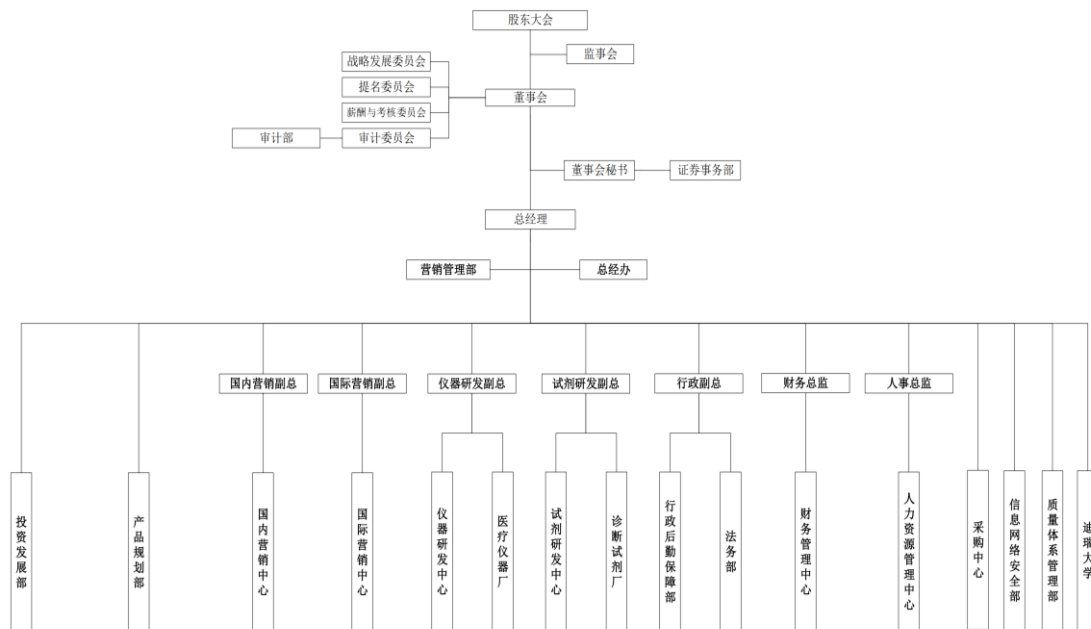 股东大会
监事会
战略发展委员会
提名委员会
董事会
薪酬与考核委员会
审计部
审计委员会
董事会秘书
证券事务部
总经理
营销管理部
总经办
国内营销副总
国际营销副总
仪器研发副总
试剂研发副总
行政副总
财务总监
人事总监
投资发展部
产品规划部
国内营销中心
国际营销中心
仪器研发中心
医疗仪器厂
试剂研发中心
诊断试剂厂
行政后勤保障部
法务部
财务管理中心
人力资源管理中心
采购中心
信息网络安全部
质量体系管理部
迪瑞大学